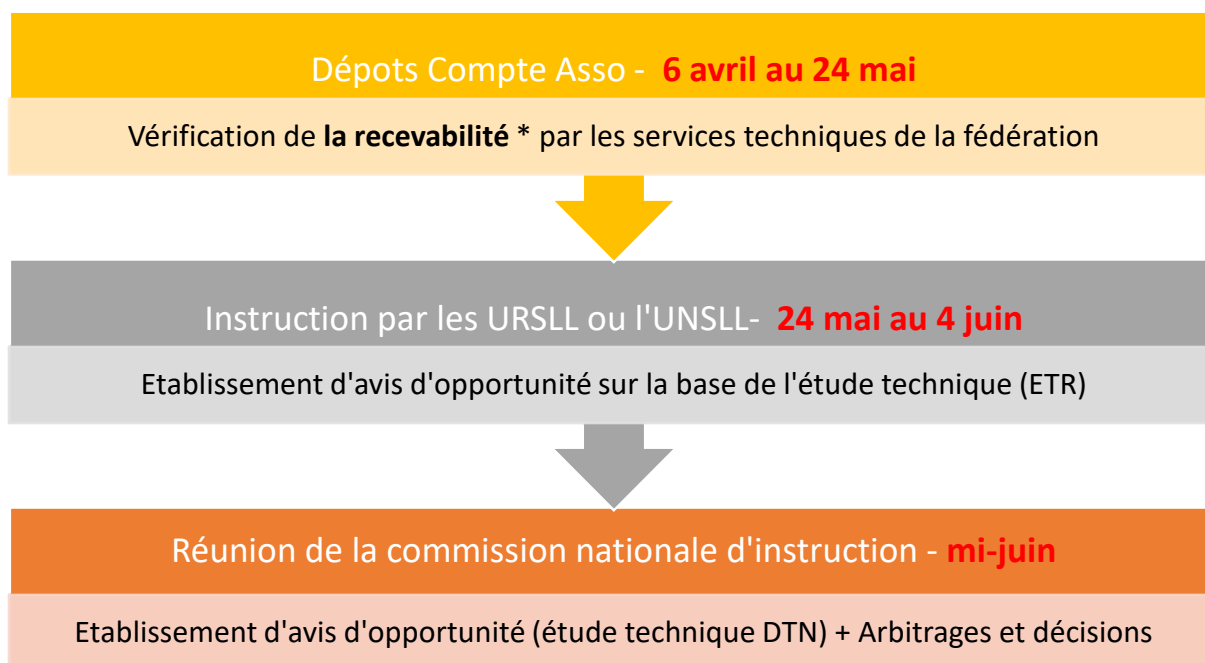 Dépots Compte Asso - 6 avril au 24 mai
Vérification de la recevabilité * par les services techniques de la fédération
Instruction par les URSLL ou l'UNSLL- 24 mai au 4 juin
Etablissement d'avis d'opportunité sur la base de l'étude technique (ETR)
Réunion de la commission nationale d'instruction - mi-juin
Etablissement d'avis d'opportunité (étude technique DTN) + Arbitrages et décisions